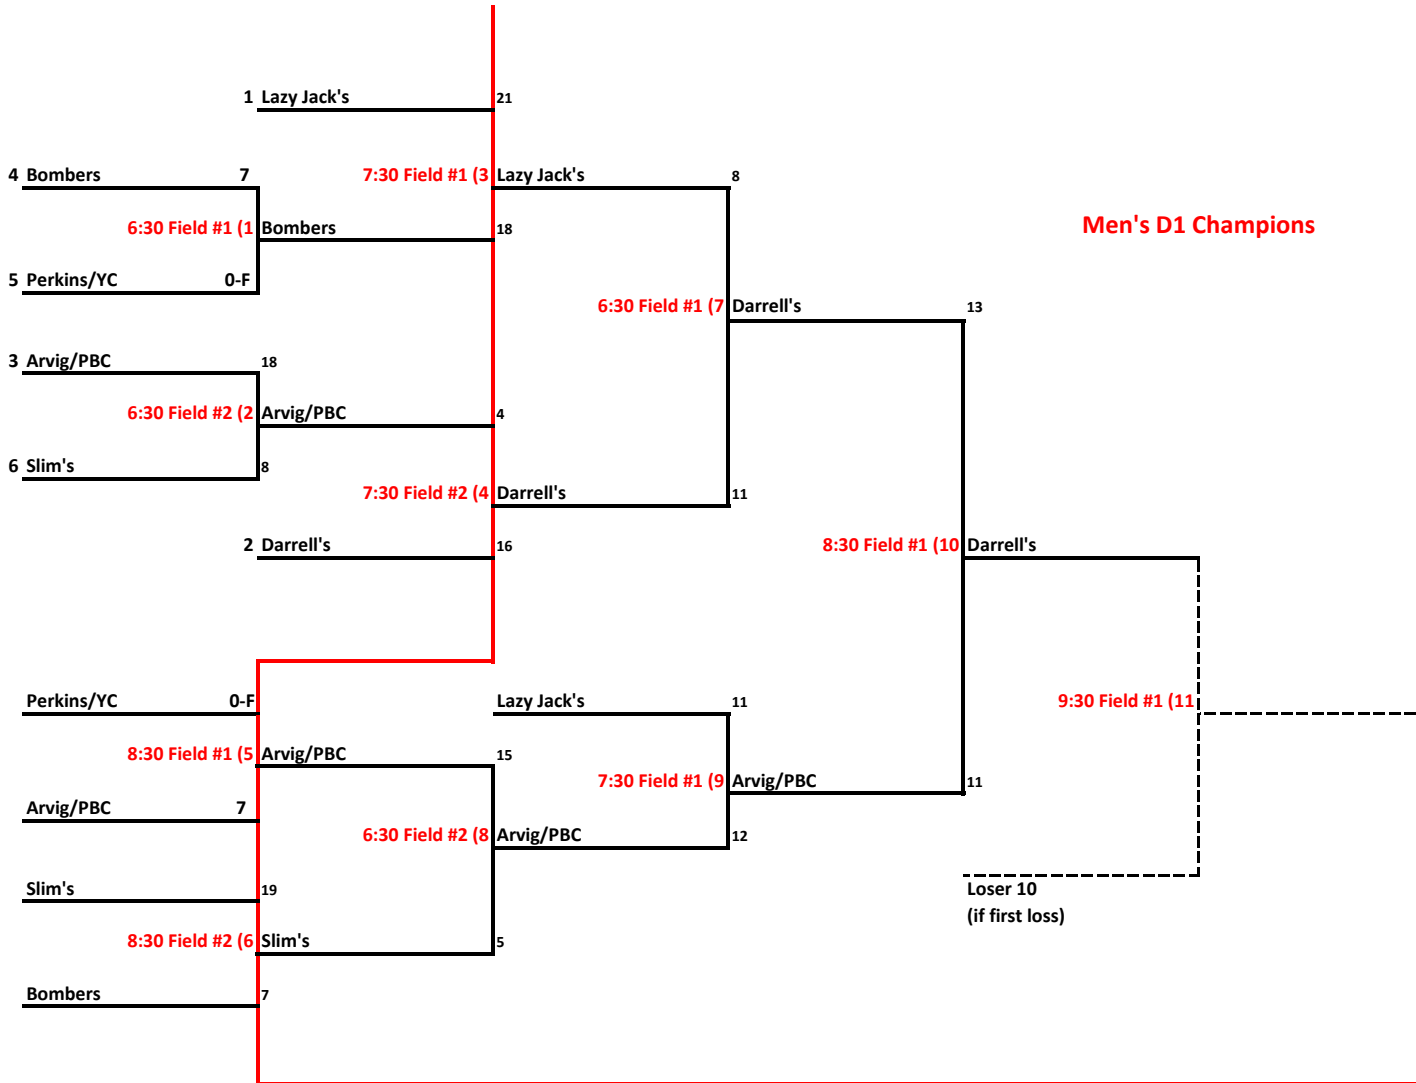 1 Lazy Jack's 21
4 Bombers 7 7:30 Field #1 (3 Lazy Jack's 8
6:30 Field #1 (1 Bombers 18 Men's D1 Champions
5 Perkins/YC 0-F
6:30 Field #1 (7 Darrell's 13
3 Arvig/PBC 18
6:30 Field #2 (2 Arvig/PBC 4
6 Slim's 8
7:30 Field #2 (4 Darrell's 11
2 Darrell's 16 8:30 Field #1 (10 Darrell's
Perkins/YC 0-F Lazy Jack's 11 9:30 Field #1 (11
8:30 Field #1 (5 Arvig/PBC 15
7:30 Field #1 (9 Arvig/PBC 11
Arvig/PBC 7
6:30 Field #2 (8 Arvig/PBC 12
Slim's 19 Loser 10
(if first loss)
8:30 Field #2 (6 Slim's 5
Bombers 7